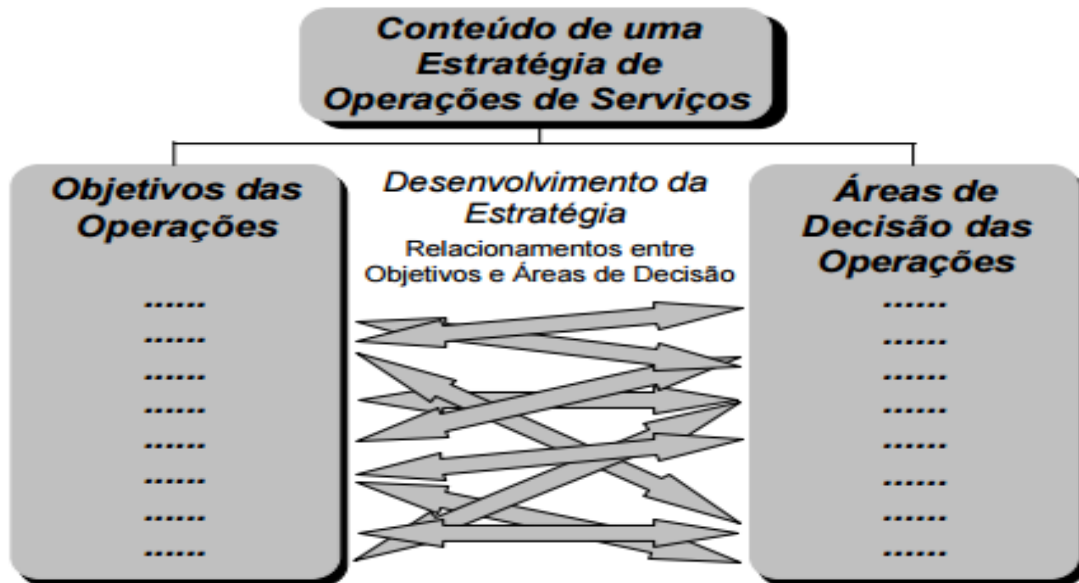 Conteúdo de uma
Estratégia de
Operações de Serviços
Objetivos das
Operações
......
......
......
......
......
......
......
......
Desenvolvimento da
Estratégia
Relacionamentos entre
Objetivos e Áreas de Decisão
Áreas de
Decisão das
Operações
......
......
......
......
......
......
......
......